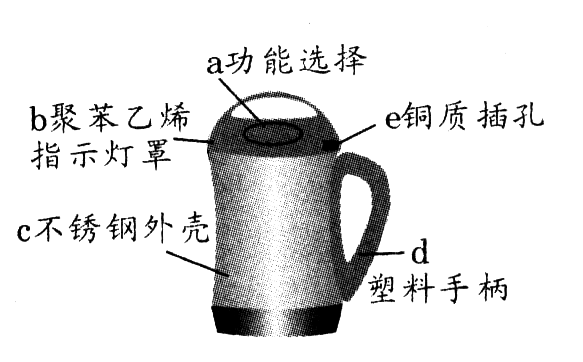 a功能选择
b聚苯乙烯
指示灯罩
e铜质插孔
c不锈钢外壳
d
塑料手柄